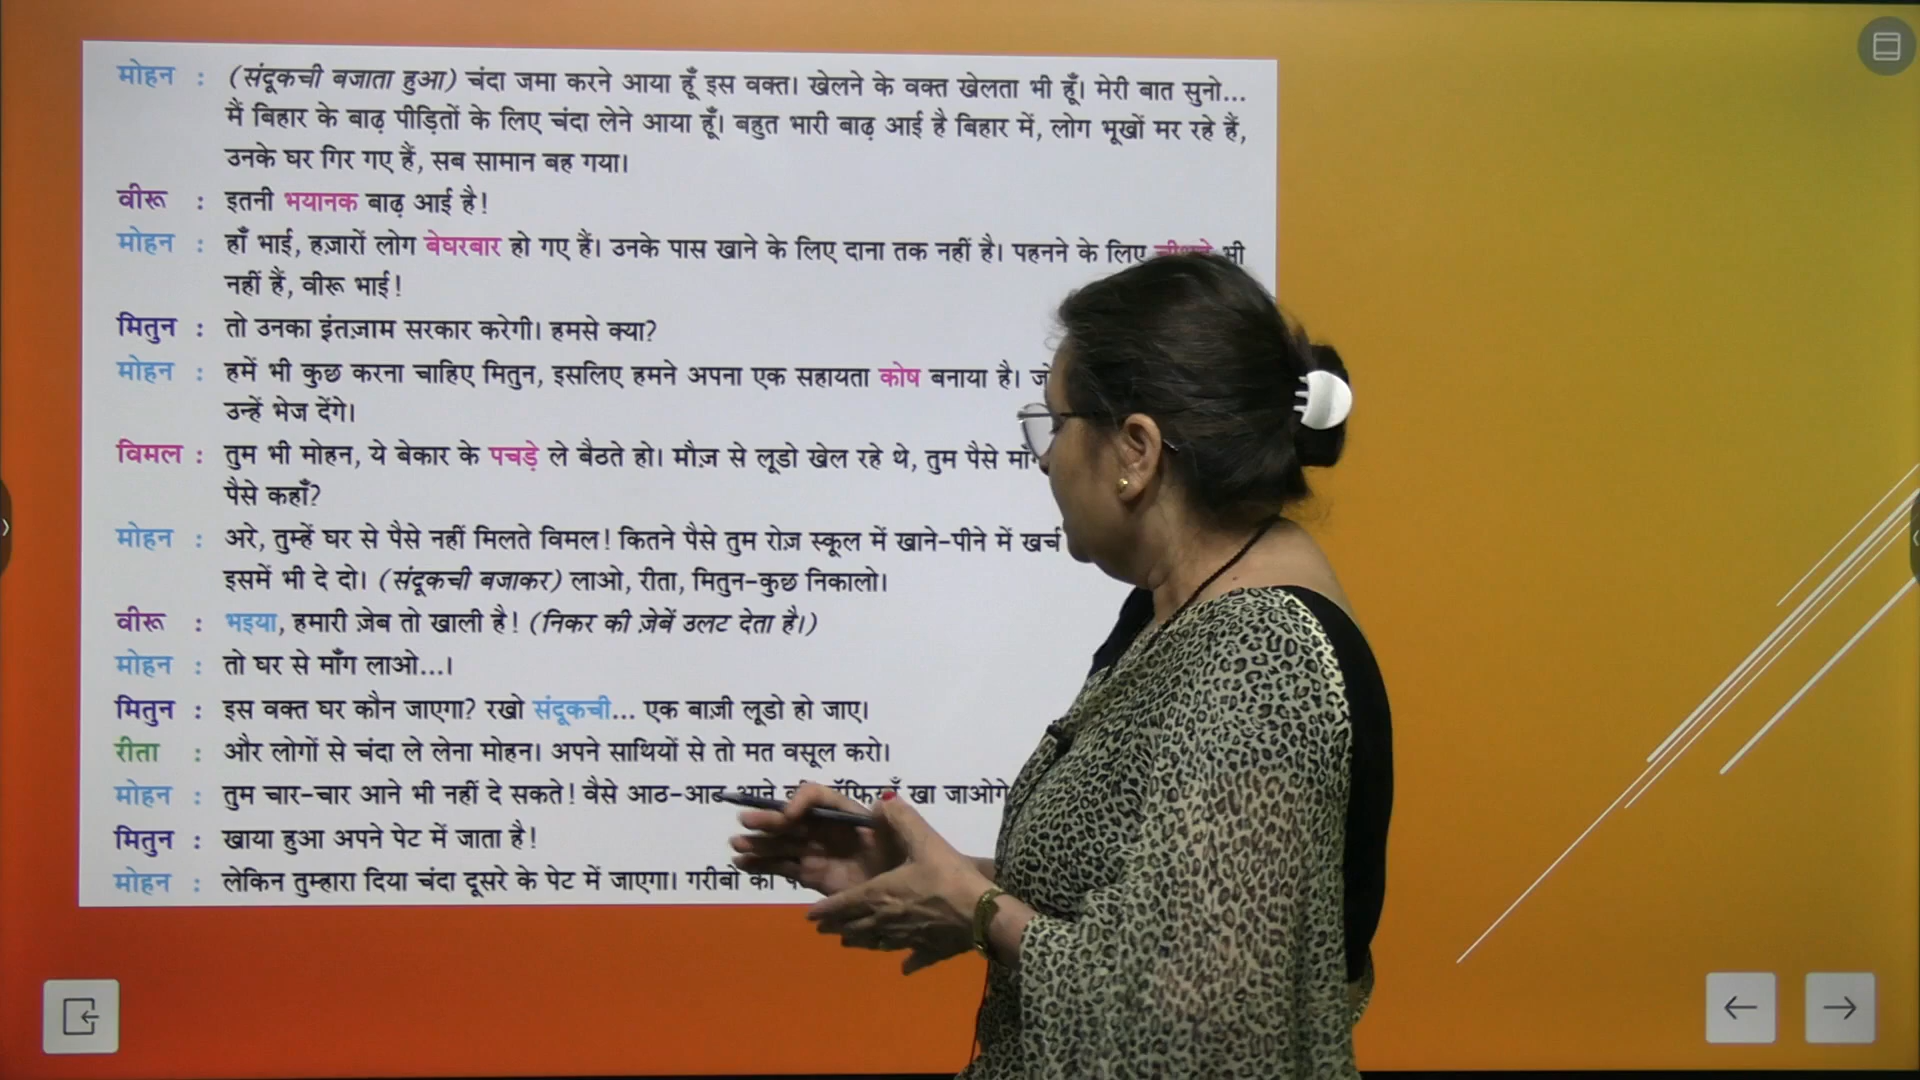 मोहन : (संदूकची बजाता हुआ) चंदा जमा करने आया हूँ इस वक्त। खेलने के वक्त खेलता भी हूँ। मेरी बात सुनो...
मैं बिहार के बाढ़ पीड़ितों के लिए चंदा लेने आया हूँ। बहुत भारी बाढ़ आई है बिहार में, लोग भूखों मर रहे हैं,
उनके घर गिर गए हैं, सब सामान बह गया।
वीरू : इतनी भयानक बाढ़ आई है!
मोहन : हाँ भाई, हज़ारों लोग बेघरबार हो गए हैं। उनके पास खाने के लिए दाना तक नहीं है। पहनने के लिए भी
नहीं हैं, वीरू भाई!
मितुन : तो उनका इंतज़ाम सरकार करेगी। हमसे क्या?
मोहन : हमें भी कुछ करना चाहिए मितुन, इसलिए हमने अपना एक सहायता कोष बनाया है।
उन्हें भेज देंगे।
विमल : तुम भी मोहन, ये बेकार के पचड़े ले बैठते हो। मौज़ से लूडो खेल रहे थे, तुम पैसे
पैसे कहाँ?
मोहन : अरे, तुम्हें घर से पैसे नहीं मिलते विमल! कितने पैसे तुम रोज़ स्कूल में खाने-पीने में खर्च
इसमें भी दे दो। (संदूकची बजाकर) लाओ, रीता, मितुन-कुछ निकालो।
वीरू : भइया, हमारी ज़ेब तो खाली है! (निकर की ज़ेबें उलट देता है।)
मोहन : तो घर से माँग लाओ...।
मितुन : इस वक्त घर कौन जाएगा? रखो संदूकची... एक बाज़ी लूडो हो जाए।
रीता : और लोगों से चंदा ले लेना मोहन। अपने साथियों से तो मत वसूल करो।
मोहन : तुम चार-चार आने भी नहीं दे सकते! वैसे आठ-आठ आने खा जाओगे
मितुन : खाया हुआ अपने पेट में जाता है!
मोहन : लेकिन तुम्हारा दिया चंदा दूसरे के पेट में जाएगा। गरीबों